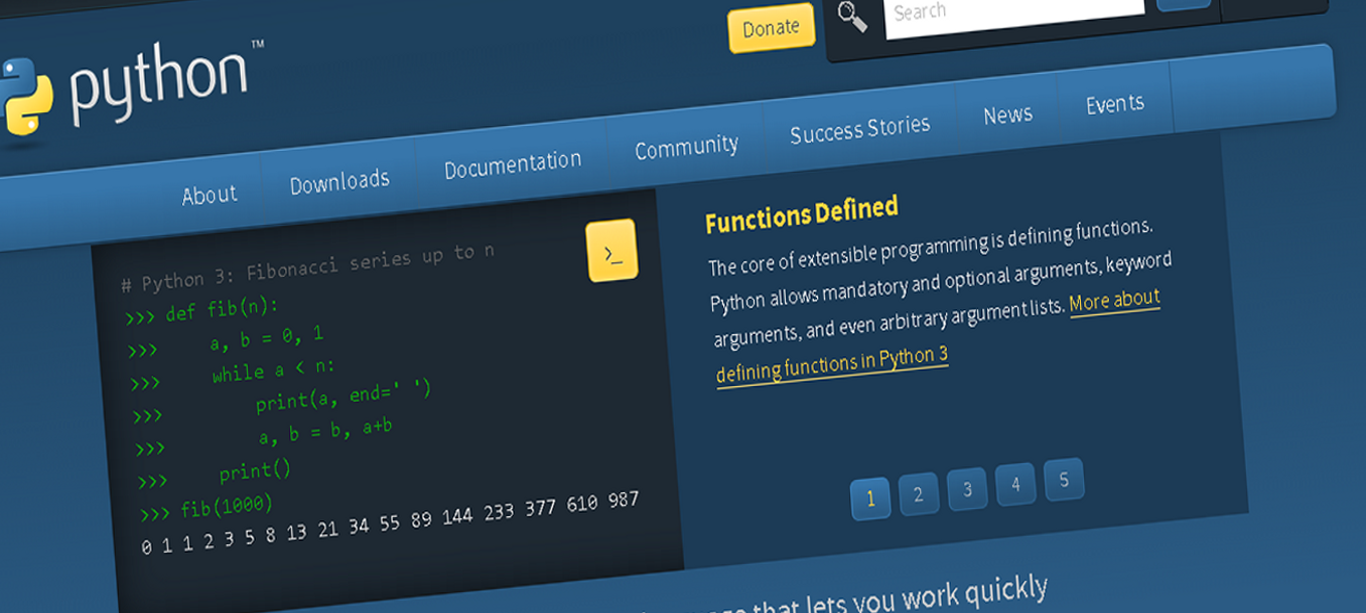 python™
Donate
Search
About Downloads Documentation Community Success Stories News Events
# Python 3: Fibonacci series up to n
>>> def fib(n):
>>>     a, b = 0, 1
>>>     while a < n:
>>>         print(a, end=' ')
>>>         a, b = b, a+b
>>>     print()
>>> fib(1000)
0 1 1 2 3 5 8 13 21 34 55 89 144 233 377 610 987
>_
Functions Defined
The core of extensible programming is defining functions.
Python allows mandatory and optional arguments, keyword
arguments, and even arbitrary argument lists. More about
defining functions in Python 3
1 2 3 4 5
that lets you work quickly